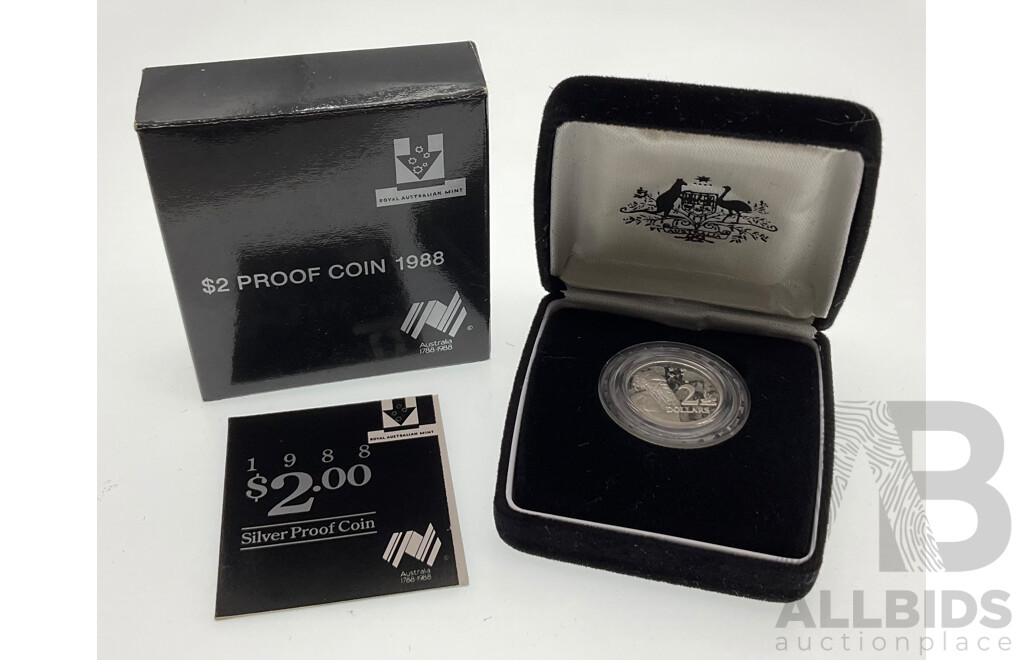 ROYAL AUSTRALIAN MINT
$2 PROOF COIN 1988
©
Australia
1788-1988
ROYAL AUSTRALIAN MINT
1988
$2.00
Silver Proof Coin
Australia
1788-1988
2
DOLLARS
B
ALLBIDS
auctionplace